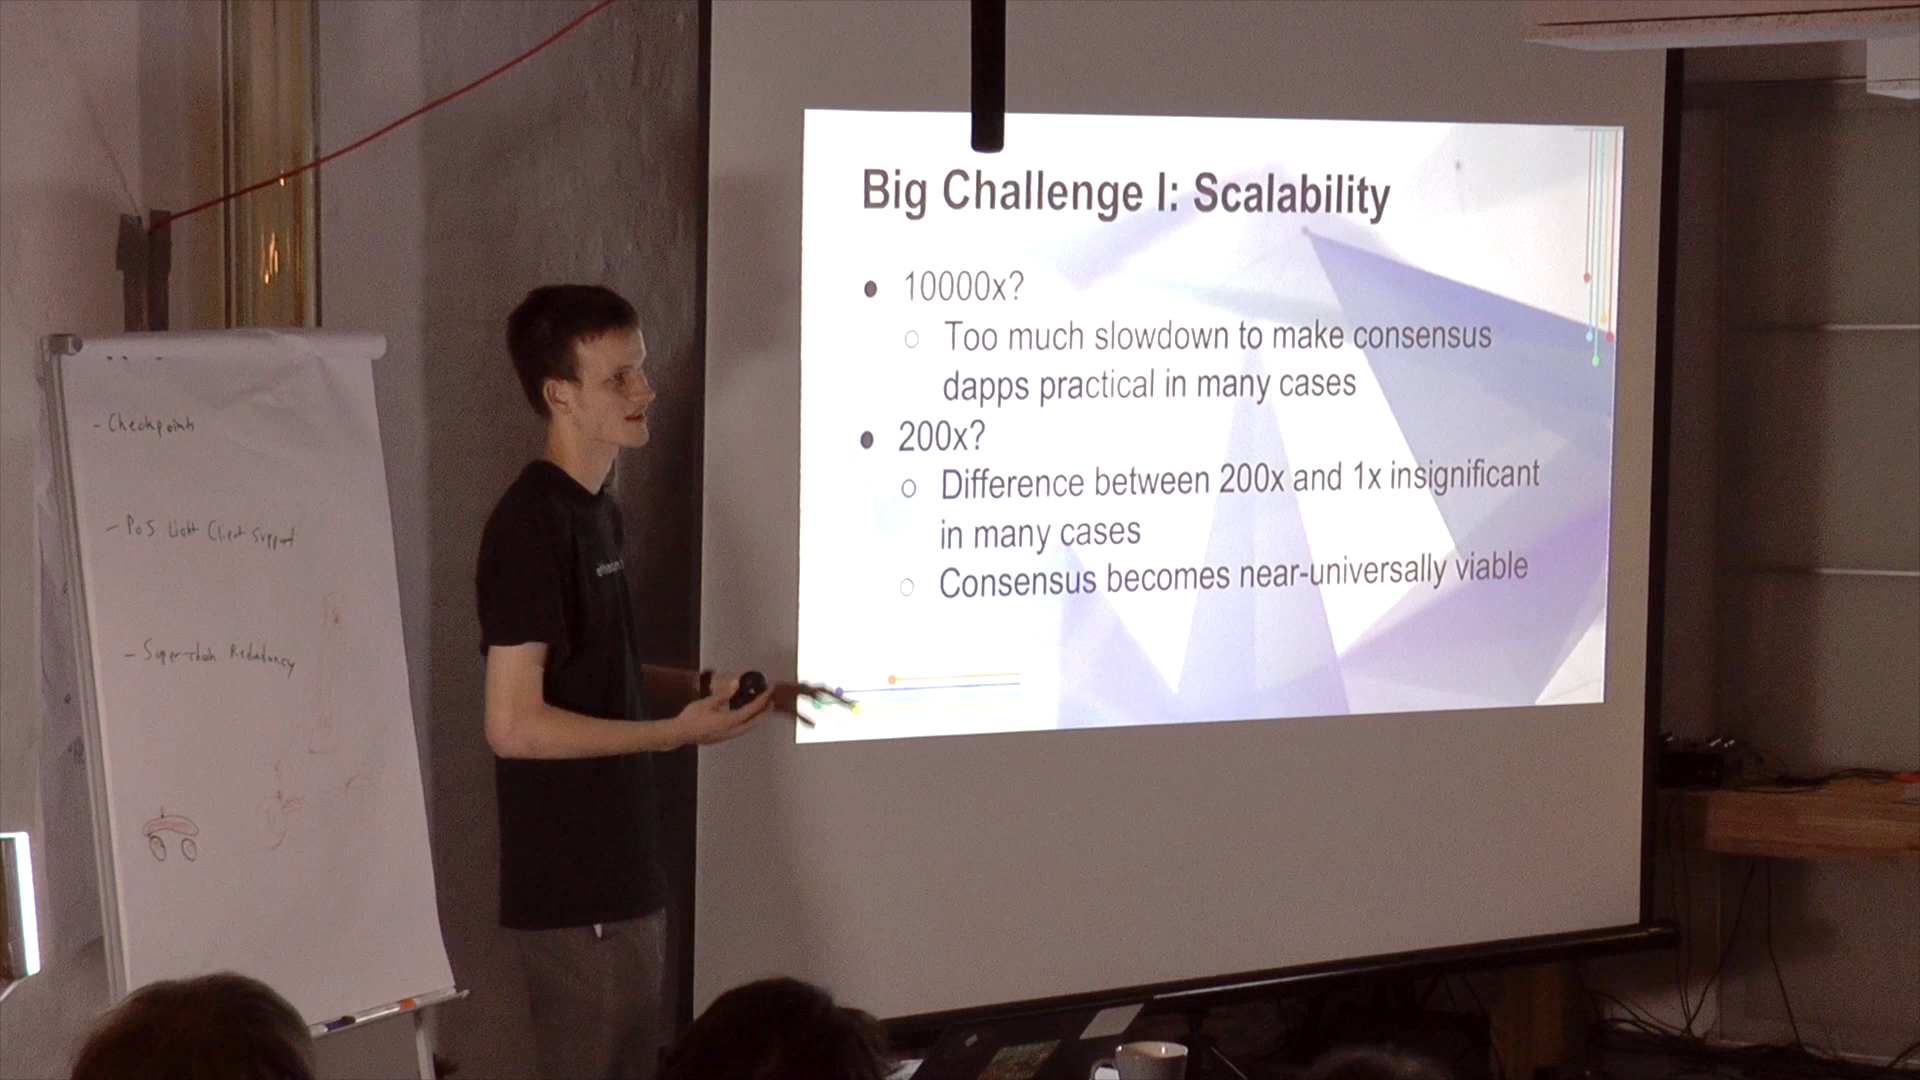 Big Challenge I: Scalability
● 10000x?
○ Too much slowdown to make consensus
dapps practical in many cases
● 200x?
○ Difference between 200x and 1x insignificant
in many cases
○ Consensus becomes near-universally viable
- Checkpoints
- PoS Light Client Support
- Redundancy